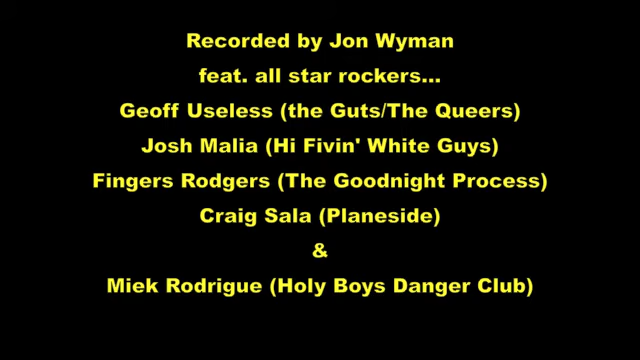 Recorded by Jon Wyman
feat. all star rockers...
Geoff Useless (the Guts/The Queers)
Josh Malia (Hi Fivin' White Guys)
Fingers Rodgers (The Goodnight Process)
Craig Sala (Planeside)
&
Miek Rodrigue (Holy Boys Danger Club)